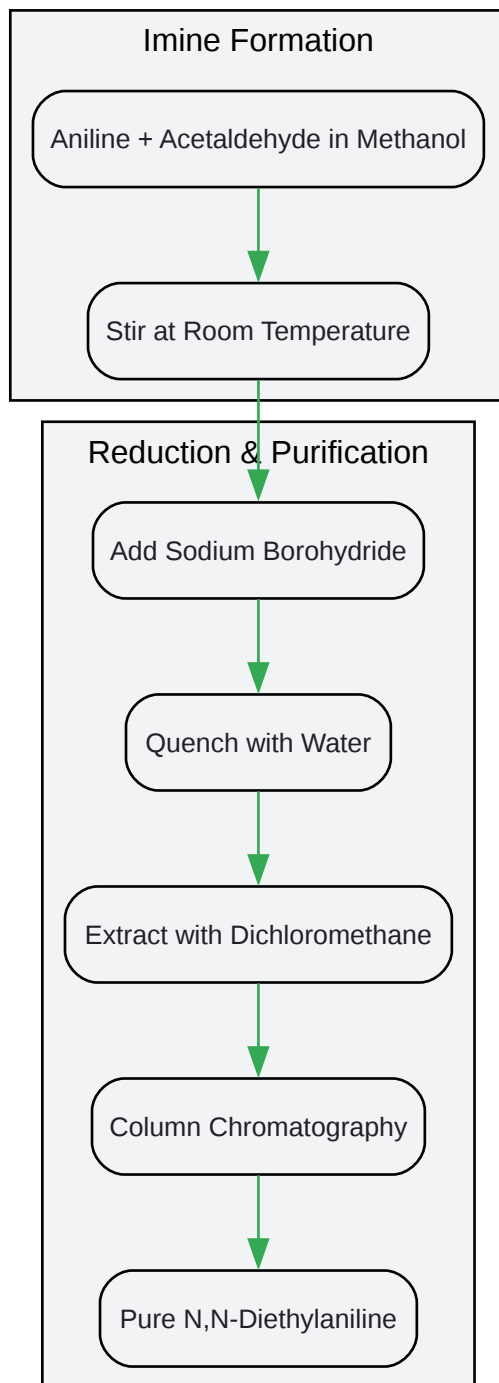 Imine Formation
Aniline + Acetaldehyde in Methanol
Stir at Room Temperature
Reduction & Purification
Add Sodium Borohydride
Quench with Water
Extract with Dichloromethane
Column Chromatography
Pure N,N-Diethylaniline